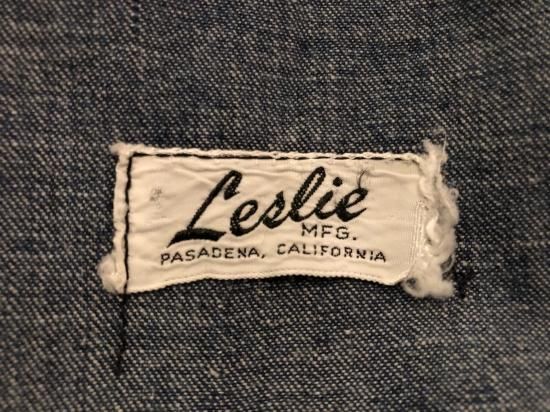 Leslie
MFG.
PASADENA, CALIFORNIA